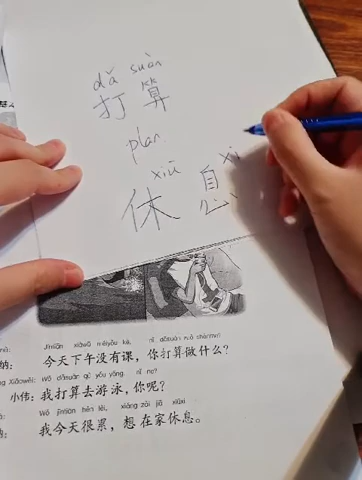 dǎ suàn
打算
plan
xiū xī
休息
Jīntiān xiàwǔ méiyǒu kè, nǐ dǎsuàn zuò shénme?
今天下午没有课,你打算做什么?
Xiǎowěi: Wǒ dǎsuàn qù yóu yǒng, nǐ ne?
小伟:我打算去游泳,你呢?
Wǒ jīntiān hěn lèi, xiǎng zài jiā xiūxi
我今天很累,想在家休息。